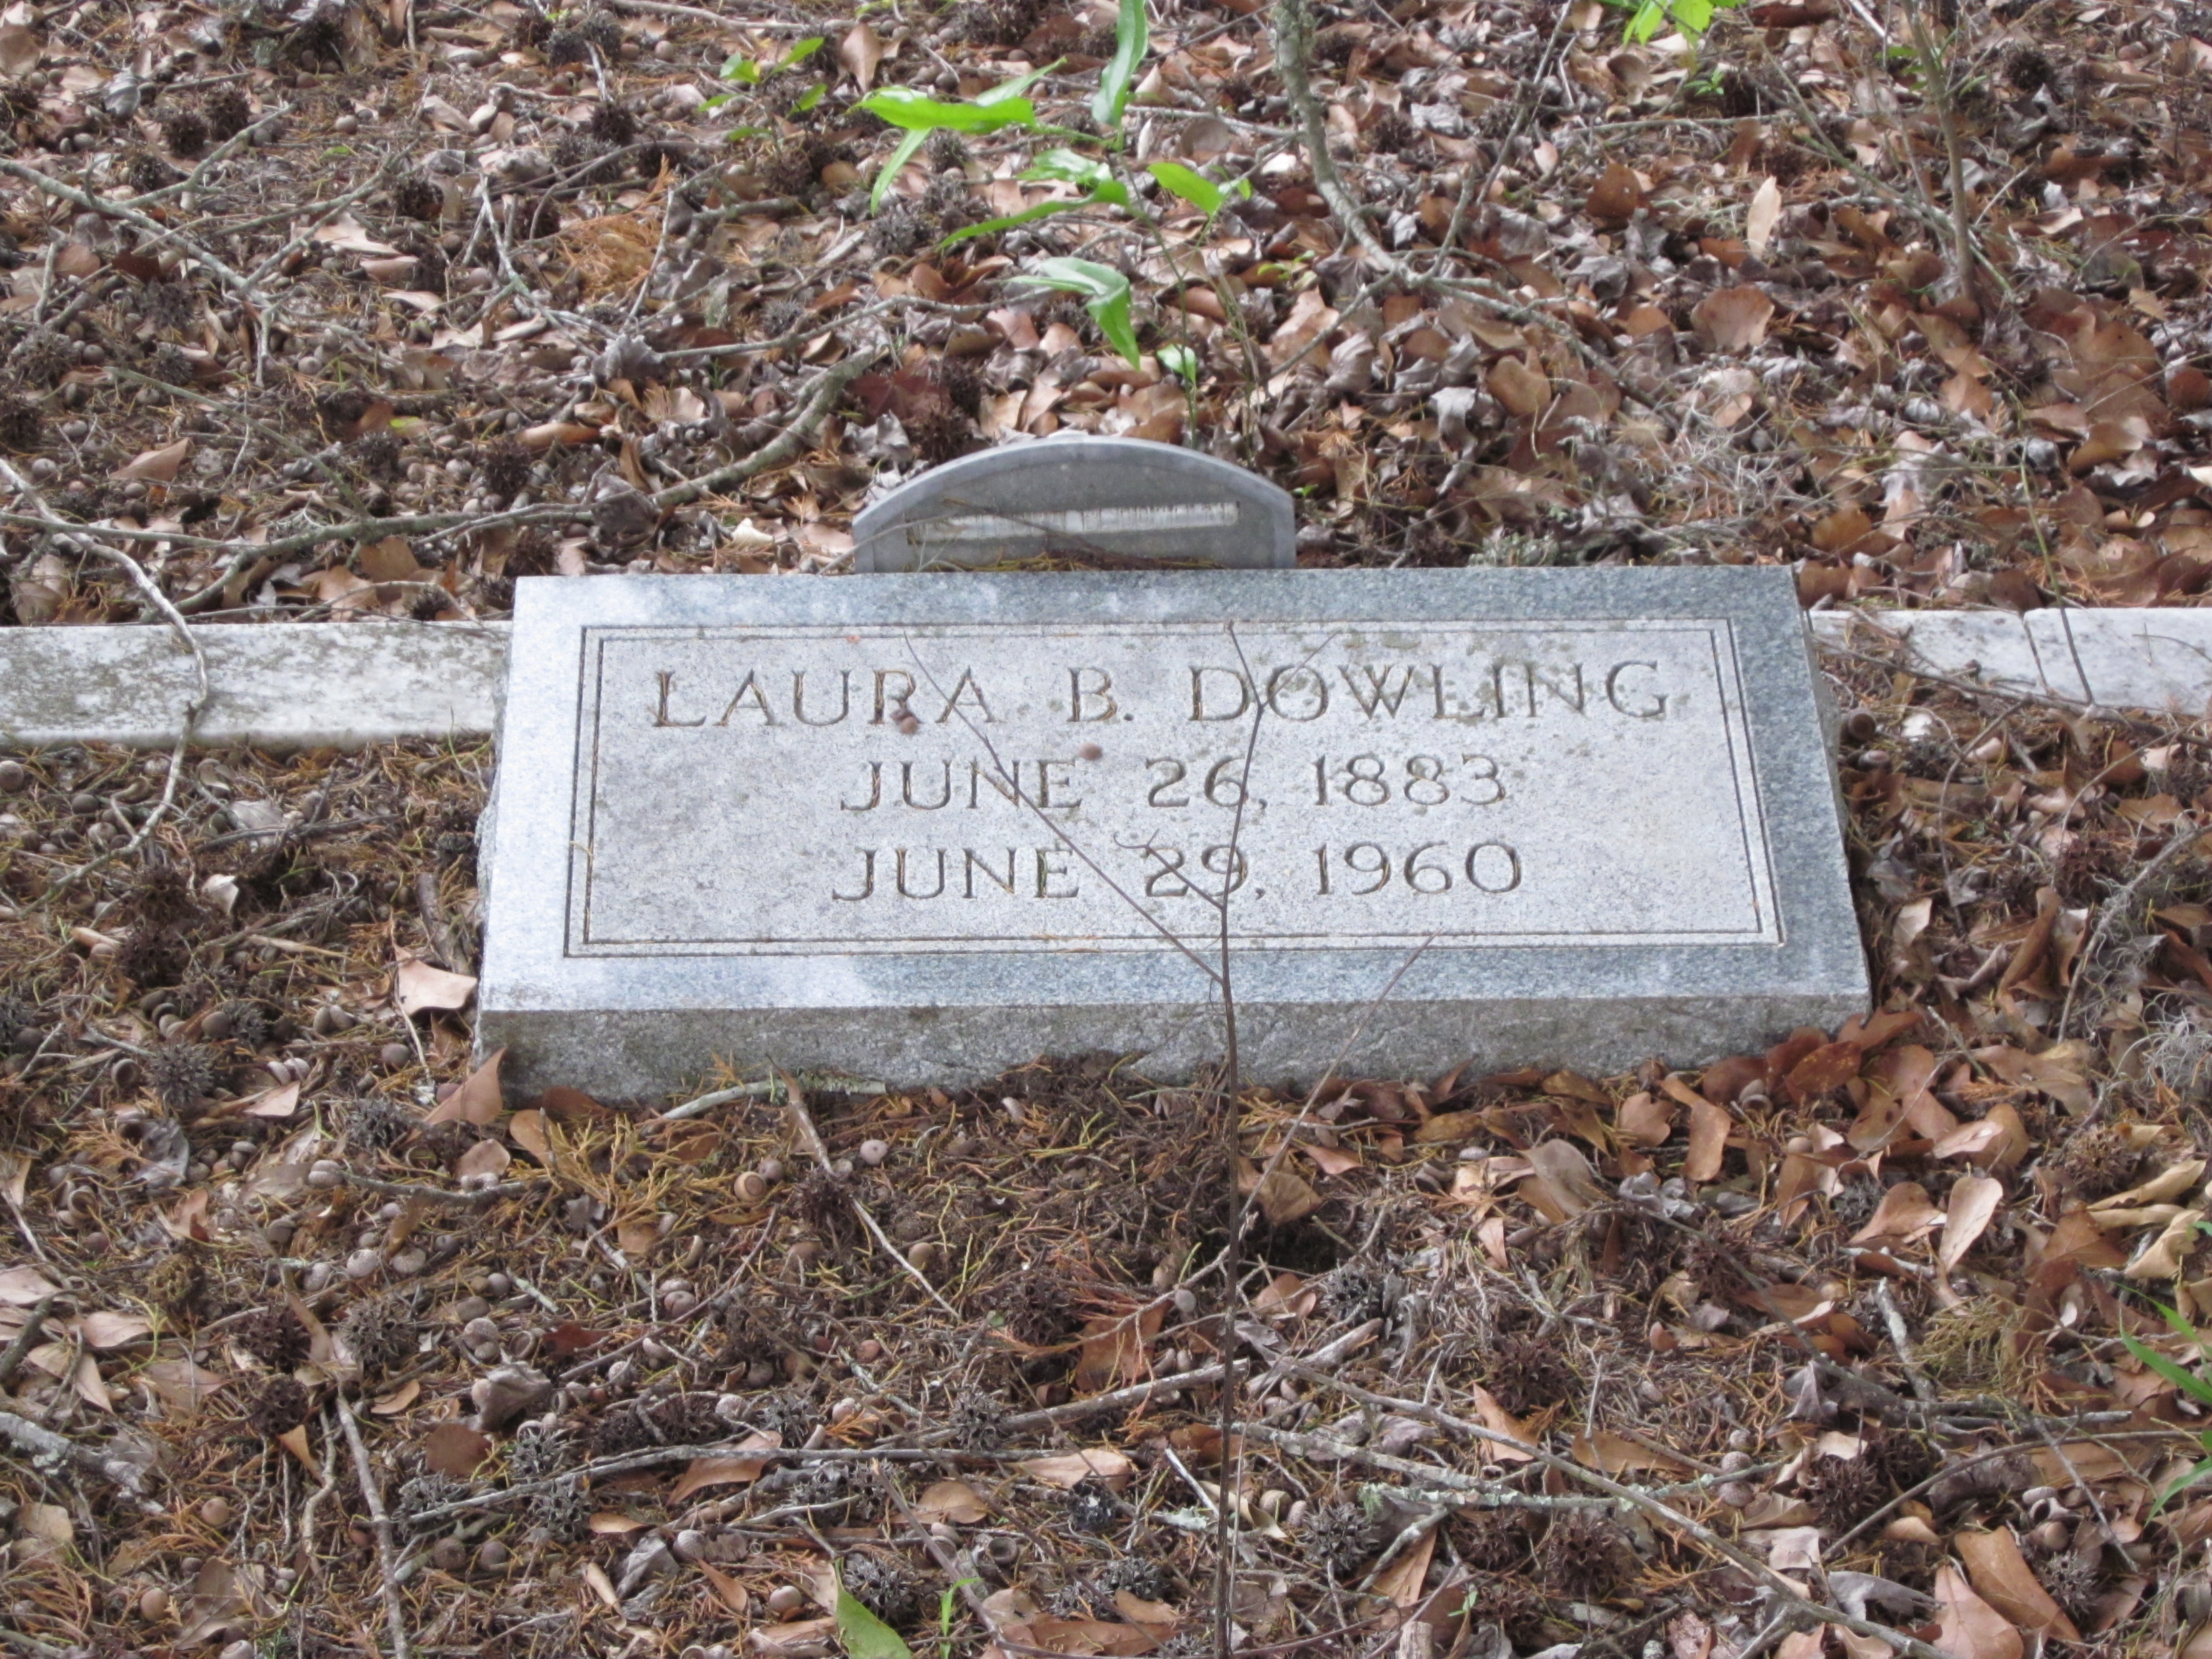 LAURA B. DOWLING
JUNE 26, 1883
JUNE 29, 1960